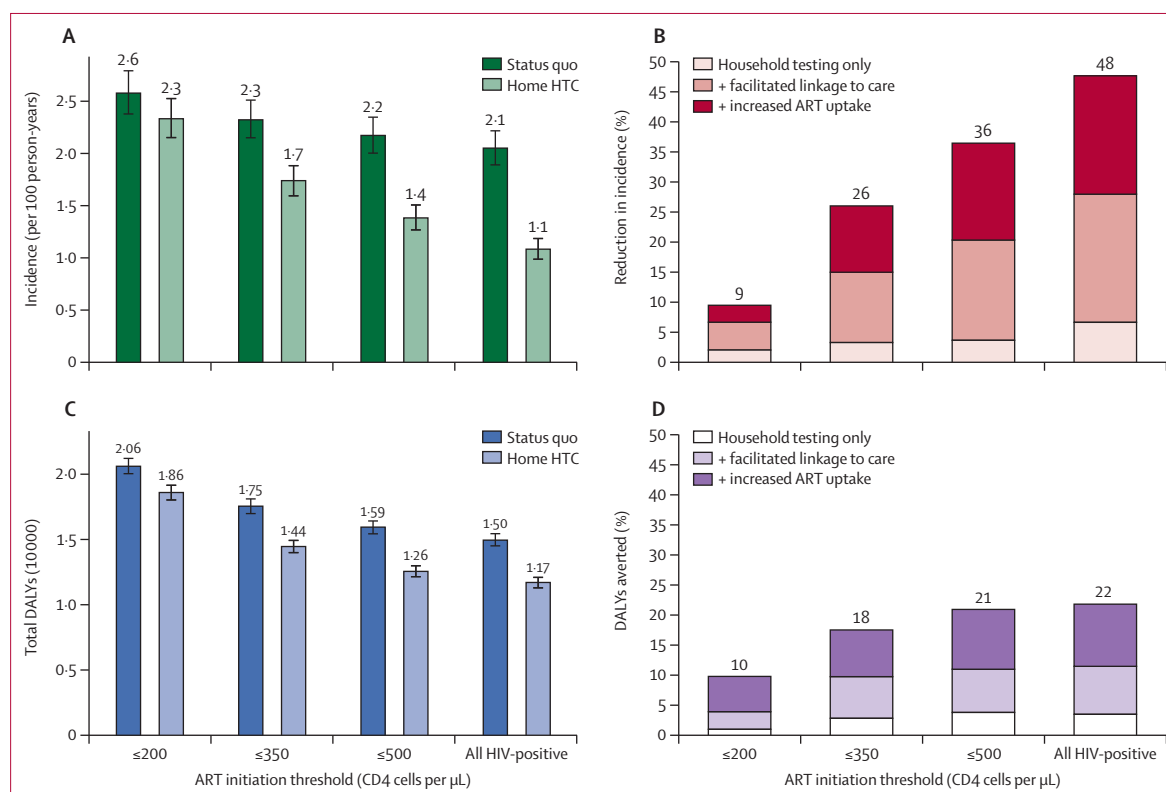 A
2·6
2·3
2·3
1·7
2·2
1·4
2·1
1·1
Status quo
Home HTC
2·5
2·0
1·5
1·0
0·5
0
Incidence (per 100 person-years)
B
Household testing only
+ facilitated linkage to care
+ increased ART uptake
9
26
36
48
50
45
40
35
30
25
20
15
10
5
0
Reduction in incidence (%)
C
2·06
1·86
1·75
1·44
1·59
1·26
1·50
1·17
Status quo
Home HTC
2·0
1·5
1·0
0·5
0
Total DALYs (10 000)
≤200 ≤350 ≤500 All HIV-positive
ART initiation threshold (CD4 cells per μL)
D
Household testing only
+ facilitated linkage to care
+ increased ART uptake
10
18
21
22
50
45
40
35
30
25
20
15
10
5
0
DALYs averted (%)
≤200 ≤350 ≤500 All HIV-positive
ART initiation threshold (CD4 cells per μL)